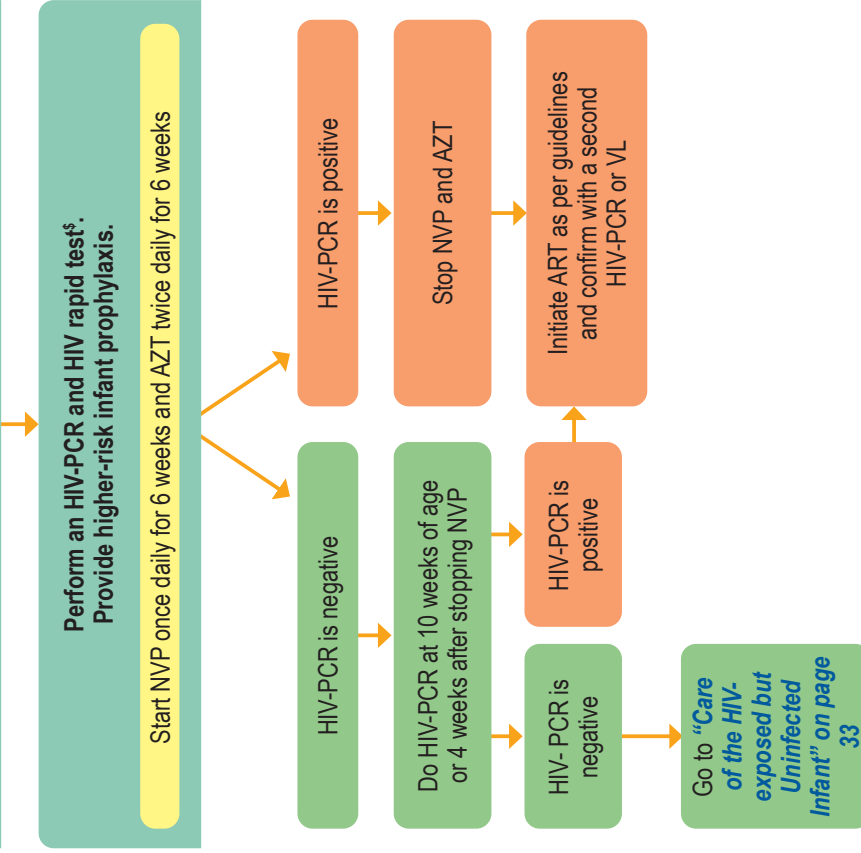 Perform an HIV-PCR and HIV rapid test$.
Provide higher-risk infant prophylaxis.
Start NVP once daily for 6 weeks and AZT twice daily for 6 weeks
HIV-PCR is negative
HIV-PCR is positive
Do HIV-PCR at 10 weeks of age
or 4 weeks after stopping NVP
Stop NVP and AZT
HIV- PCR is
negative
HIV-PCR is
positive
Initiate ART as per guidelines
and confirm with a second
HIV-PCR or VL
Go to "Care
of the HIV-
exposed but
Uninfected
Infant" on page
33